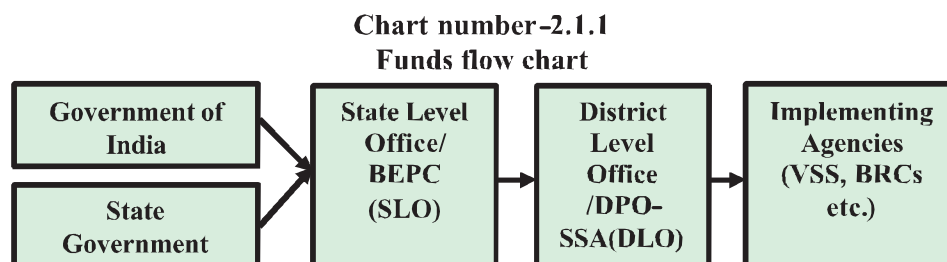 Chart number-2.1.1
Funds flow chart
Government of
India
State
Government
State Level
Office/
BEPC
(SLO)
District
Level
Office
/DPO-
SSA(DLO)
Implementing
Agencies
(VSS, BRCs
etc.)